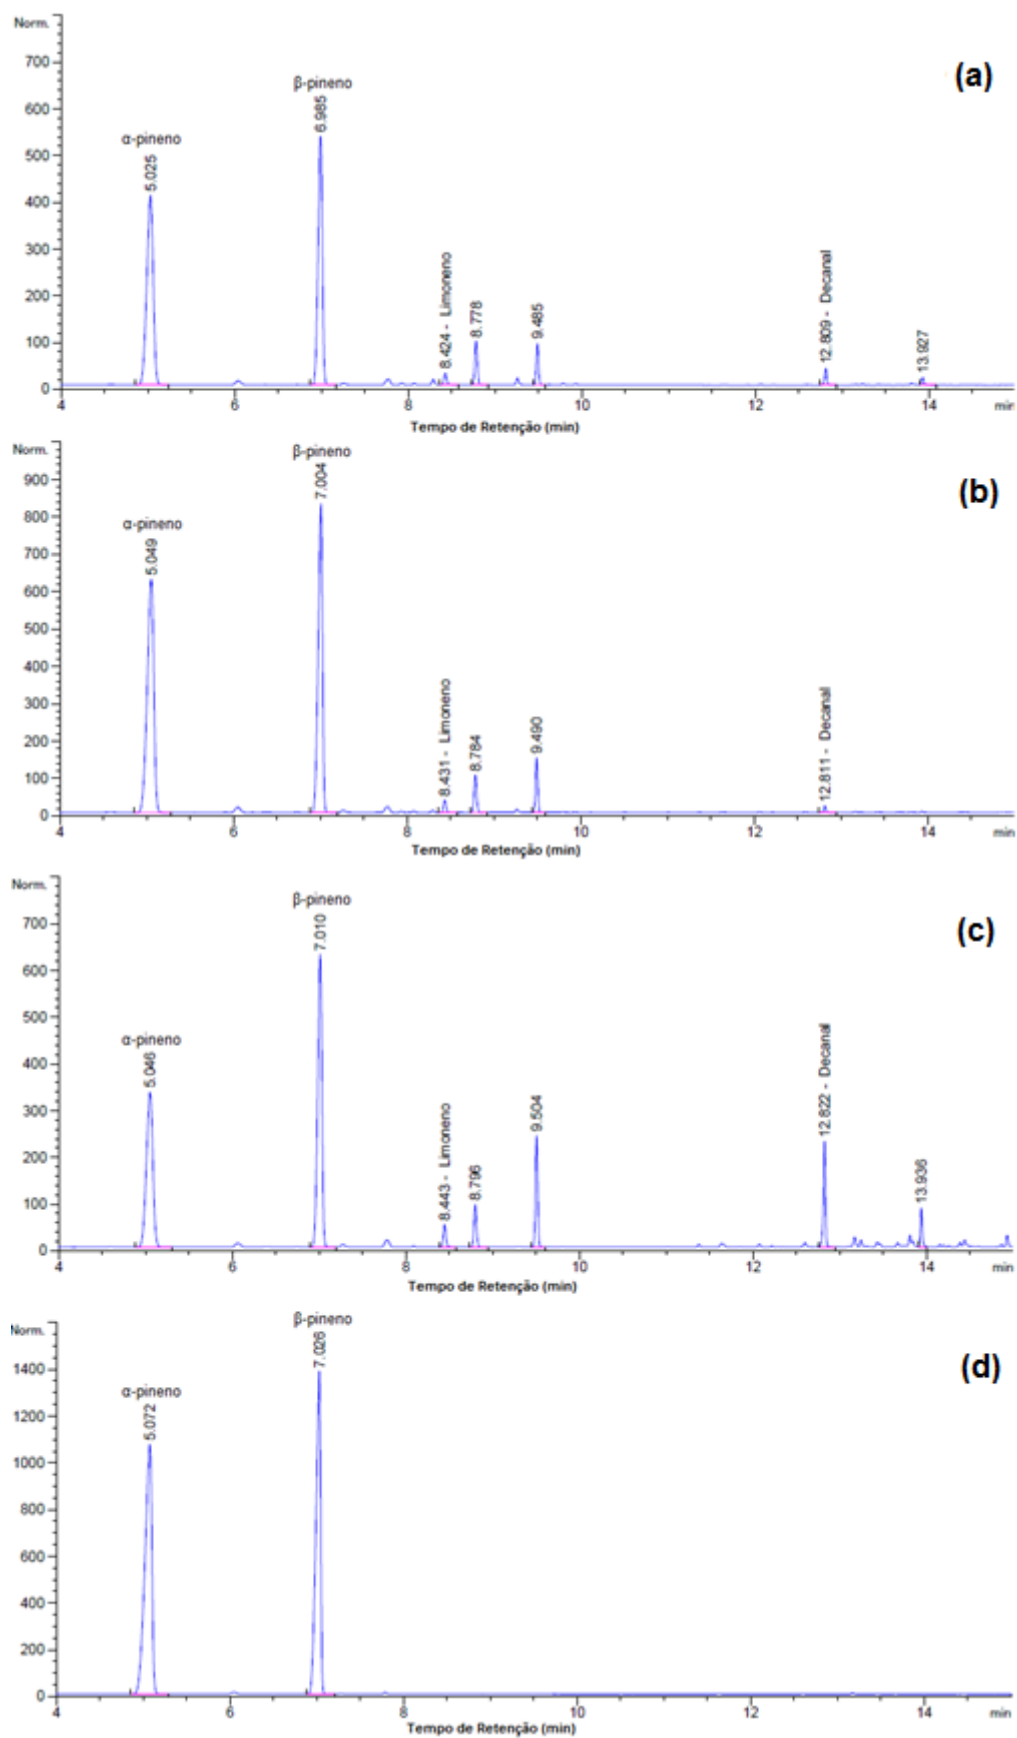 Norm.
(a)
700
600
500
400
300
200
100
0
α-pineno
5.025
β-pineno
6.985
8.424 - Limoneno
8.778
9.485
12.809 - Decanal
13.927
4 6 8 10 12 14 min
Tempo de Retenção (min)
Norm.
(b)
900
800
700
600
500
400
300
200
100
0
α-pineno
5.049
β-pineno
7.004
8.431 - Limoneno
8.784
9.490
12.811 - Decanal
4 6 8 10 12 14 min
Tempo de Retenção (min)
Norm.
(c)
700
600
500
400
300
200
100
0
α-pineno
5.046
β-pineno
7.010
8.443 - Limoneno
8.796
9.504
12.822 - Decanal
13.936
4 6 8 10 12 14 min
Tempo de Retenção (min)
Norm.
(d)
1400
1200
1000
800
600
400
200
0
α-pineno
5.072
β-pineno
7.026
4 6 8 10 12 14 min
Tempo de Retenção (min)